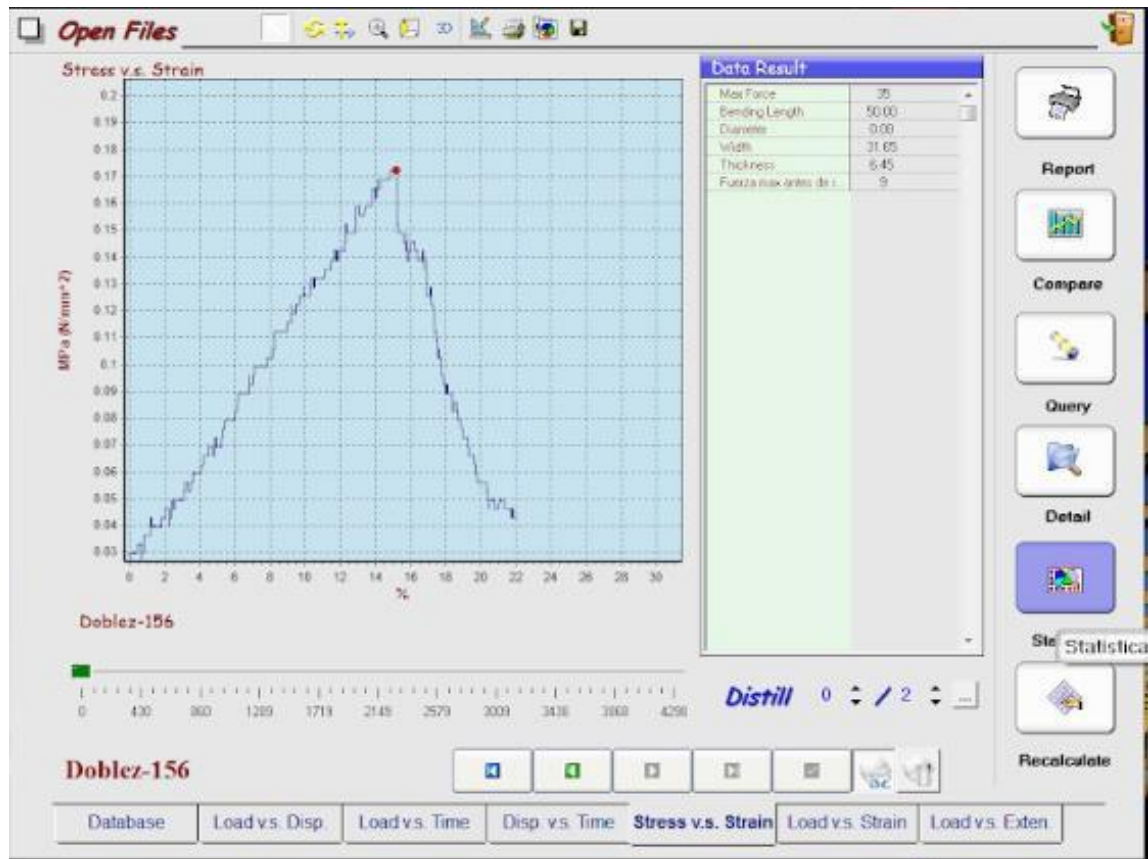 Open Files
3D
Stress v.s. Strain
Data Result
Max Force 35
Bending Length 50.00
Diameter 0.00
Width 31.65
Thickness 6.45
Fuerza max antes de r...
9
0.2
0.19
0.18
0.17
0.16
0.15
0.14
0.13
0.12
0.11
0.1
0.09
0.08
0.07
0.06
0.05
0.04
0.03
MPa (N/mm^2)
0 2 4 6 8 10 12 14 16 18 20 22 24 26 28 30
%
Doblez-156
0 430 860 1289 1719 2149 2579 3009 3438 3868 4298
Distill 0 / 2 ...
Report
Compare
Query
Detail
Statistica
Recalculate
Doblez-156
Database Load v.s. Disp. Load v.s. Time Disp. v.s. Time Stress v.s. Strain Load v.s. Strain Load v.s. Exten.